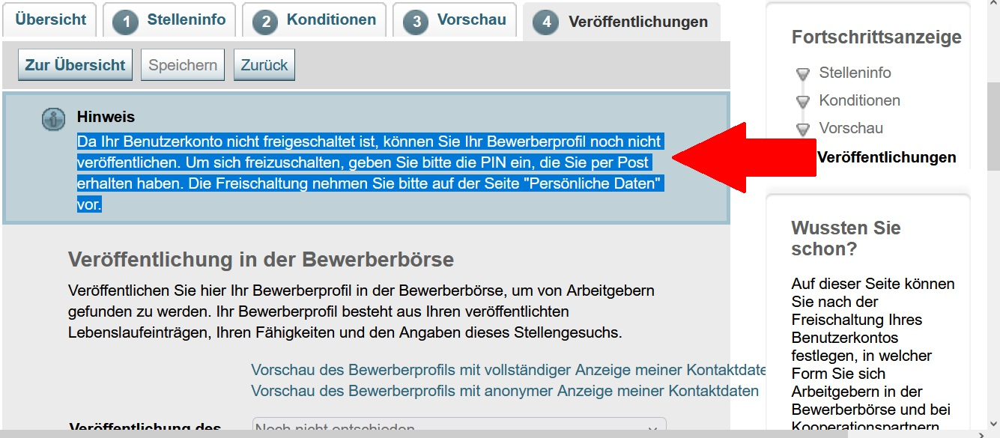 Übersicht
1 Stelleninfo
2 Konditionen
3 Vorschau
4 Veröffentlichungen
Zur Übersicht
Speichern
Zurück
Hinweis
Da Ihr Benutzerkonto nicht freigeschaltet ist, können Sie Ihr Bewerberprofil noch nicht
veröffentlichen. Um sich freizuschalten, geben Sie bitte die PIN ein, die Sie per Post
erhalten haben. Die Freischaltung nehmen Sie bitte auf der Seite "Persönliche Daten"
vor.
Veröffentlichung in der Bewerberbörse
Veröffentlichen Sie hier Ihr Bewerberprofil in der Bewerberbörse, um von Arbeitgebern
gefunden zu werden. Ihr Bewerberprofil besteht aus Ihren veröffentlichten
Lebenslaufeinträgen, Ihren Fähigkeiten und den Angaben dieses Stellengesuchs.
Vorschau des Bewerberprofils mit vollständiger Anzeige meiner Kontaktdate
Vorschau des Bewerberprofils mit anonymer Anzeige meiner Kontaktdaten
Veröffentlichung des
Noch nicht entschieden
Fortschrittsanzeige
Stelleninfo
Konditionen
Vorschau
Veröffentlichungen
Wussten Sie
schon?
Auf dieser Seite können
Sie nach der
Freischaltung Ihres
Benutzerkontos
festlegen, in welcher
Form Sie sich
Arbeitgebern in der
Bewerberbörse und bei
Kooperationspartnern